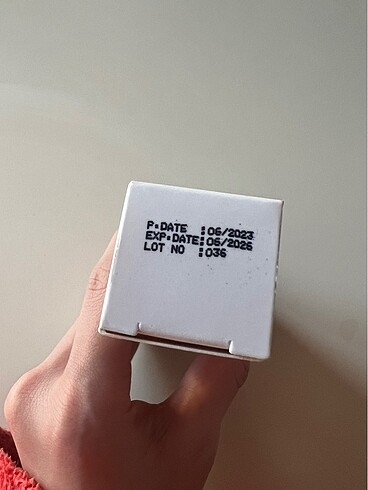 P.DATE :06/2023
EXP.DATE:06/2026
LOT NO :036